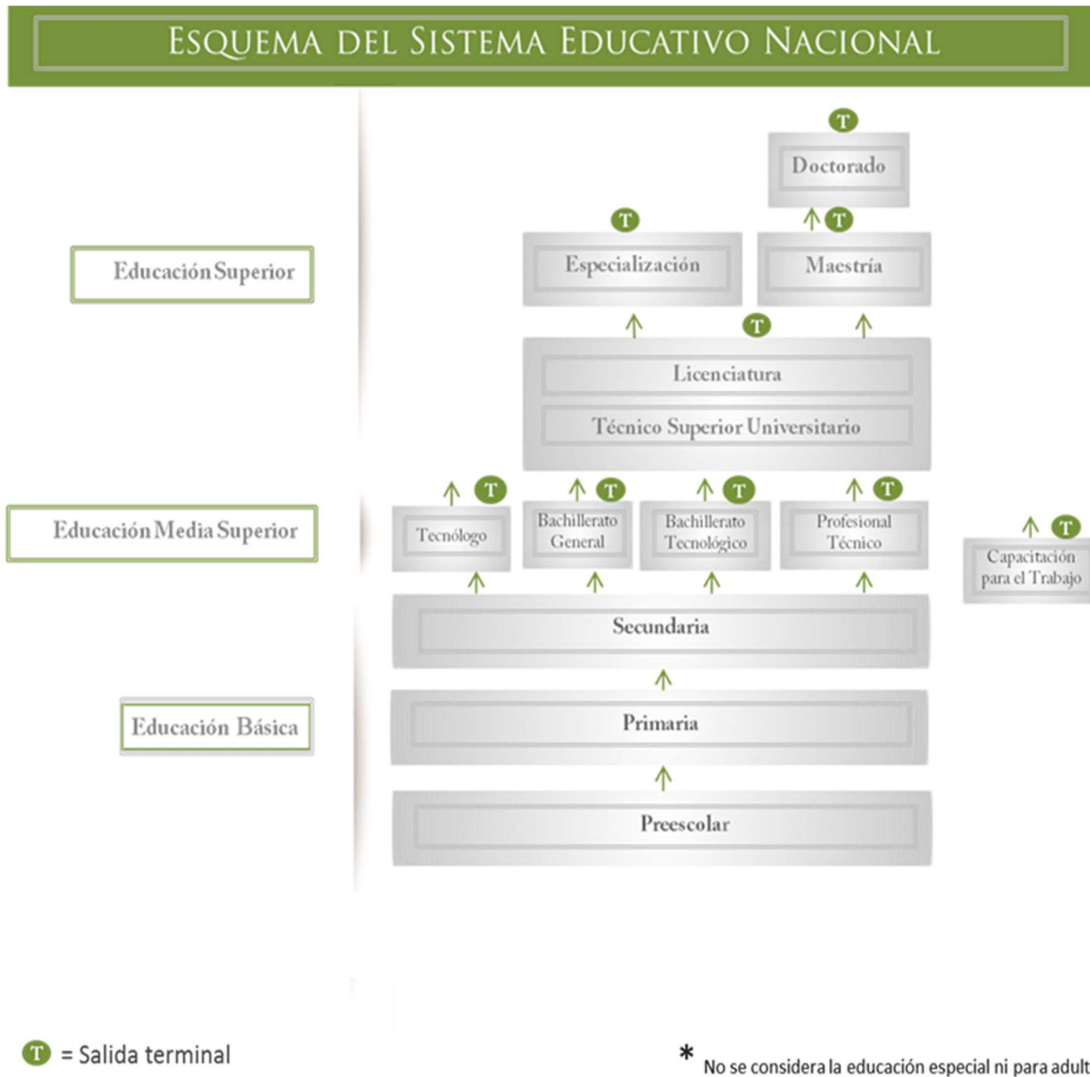 ESQUEMA DEL SISTEMA EDUCATIVO NACIONAL
T
Doctorado
T
T
Educación Superior
Especialización
Maestría
T
Licenciatura
Técnico Superior Universitario
T
T
T
T
Educación Media Superior
Tecnólogo
Bachillerato
General
Bachillerato
Tecnológico
Profesional
Técnico
T
Capacitación
para el Trabajo
Secundaria
Educación Básica
Primaria
Preescolar
T = Salida terminal
* No se considera la educación especial ni para adult